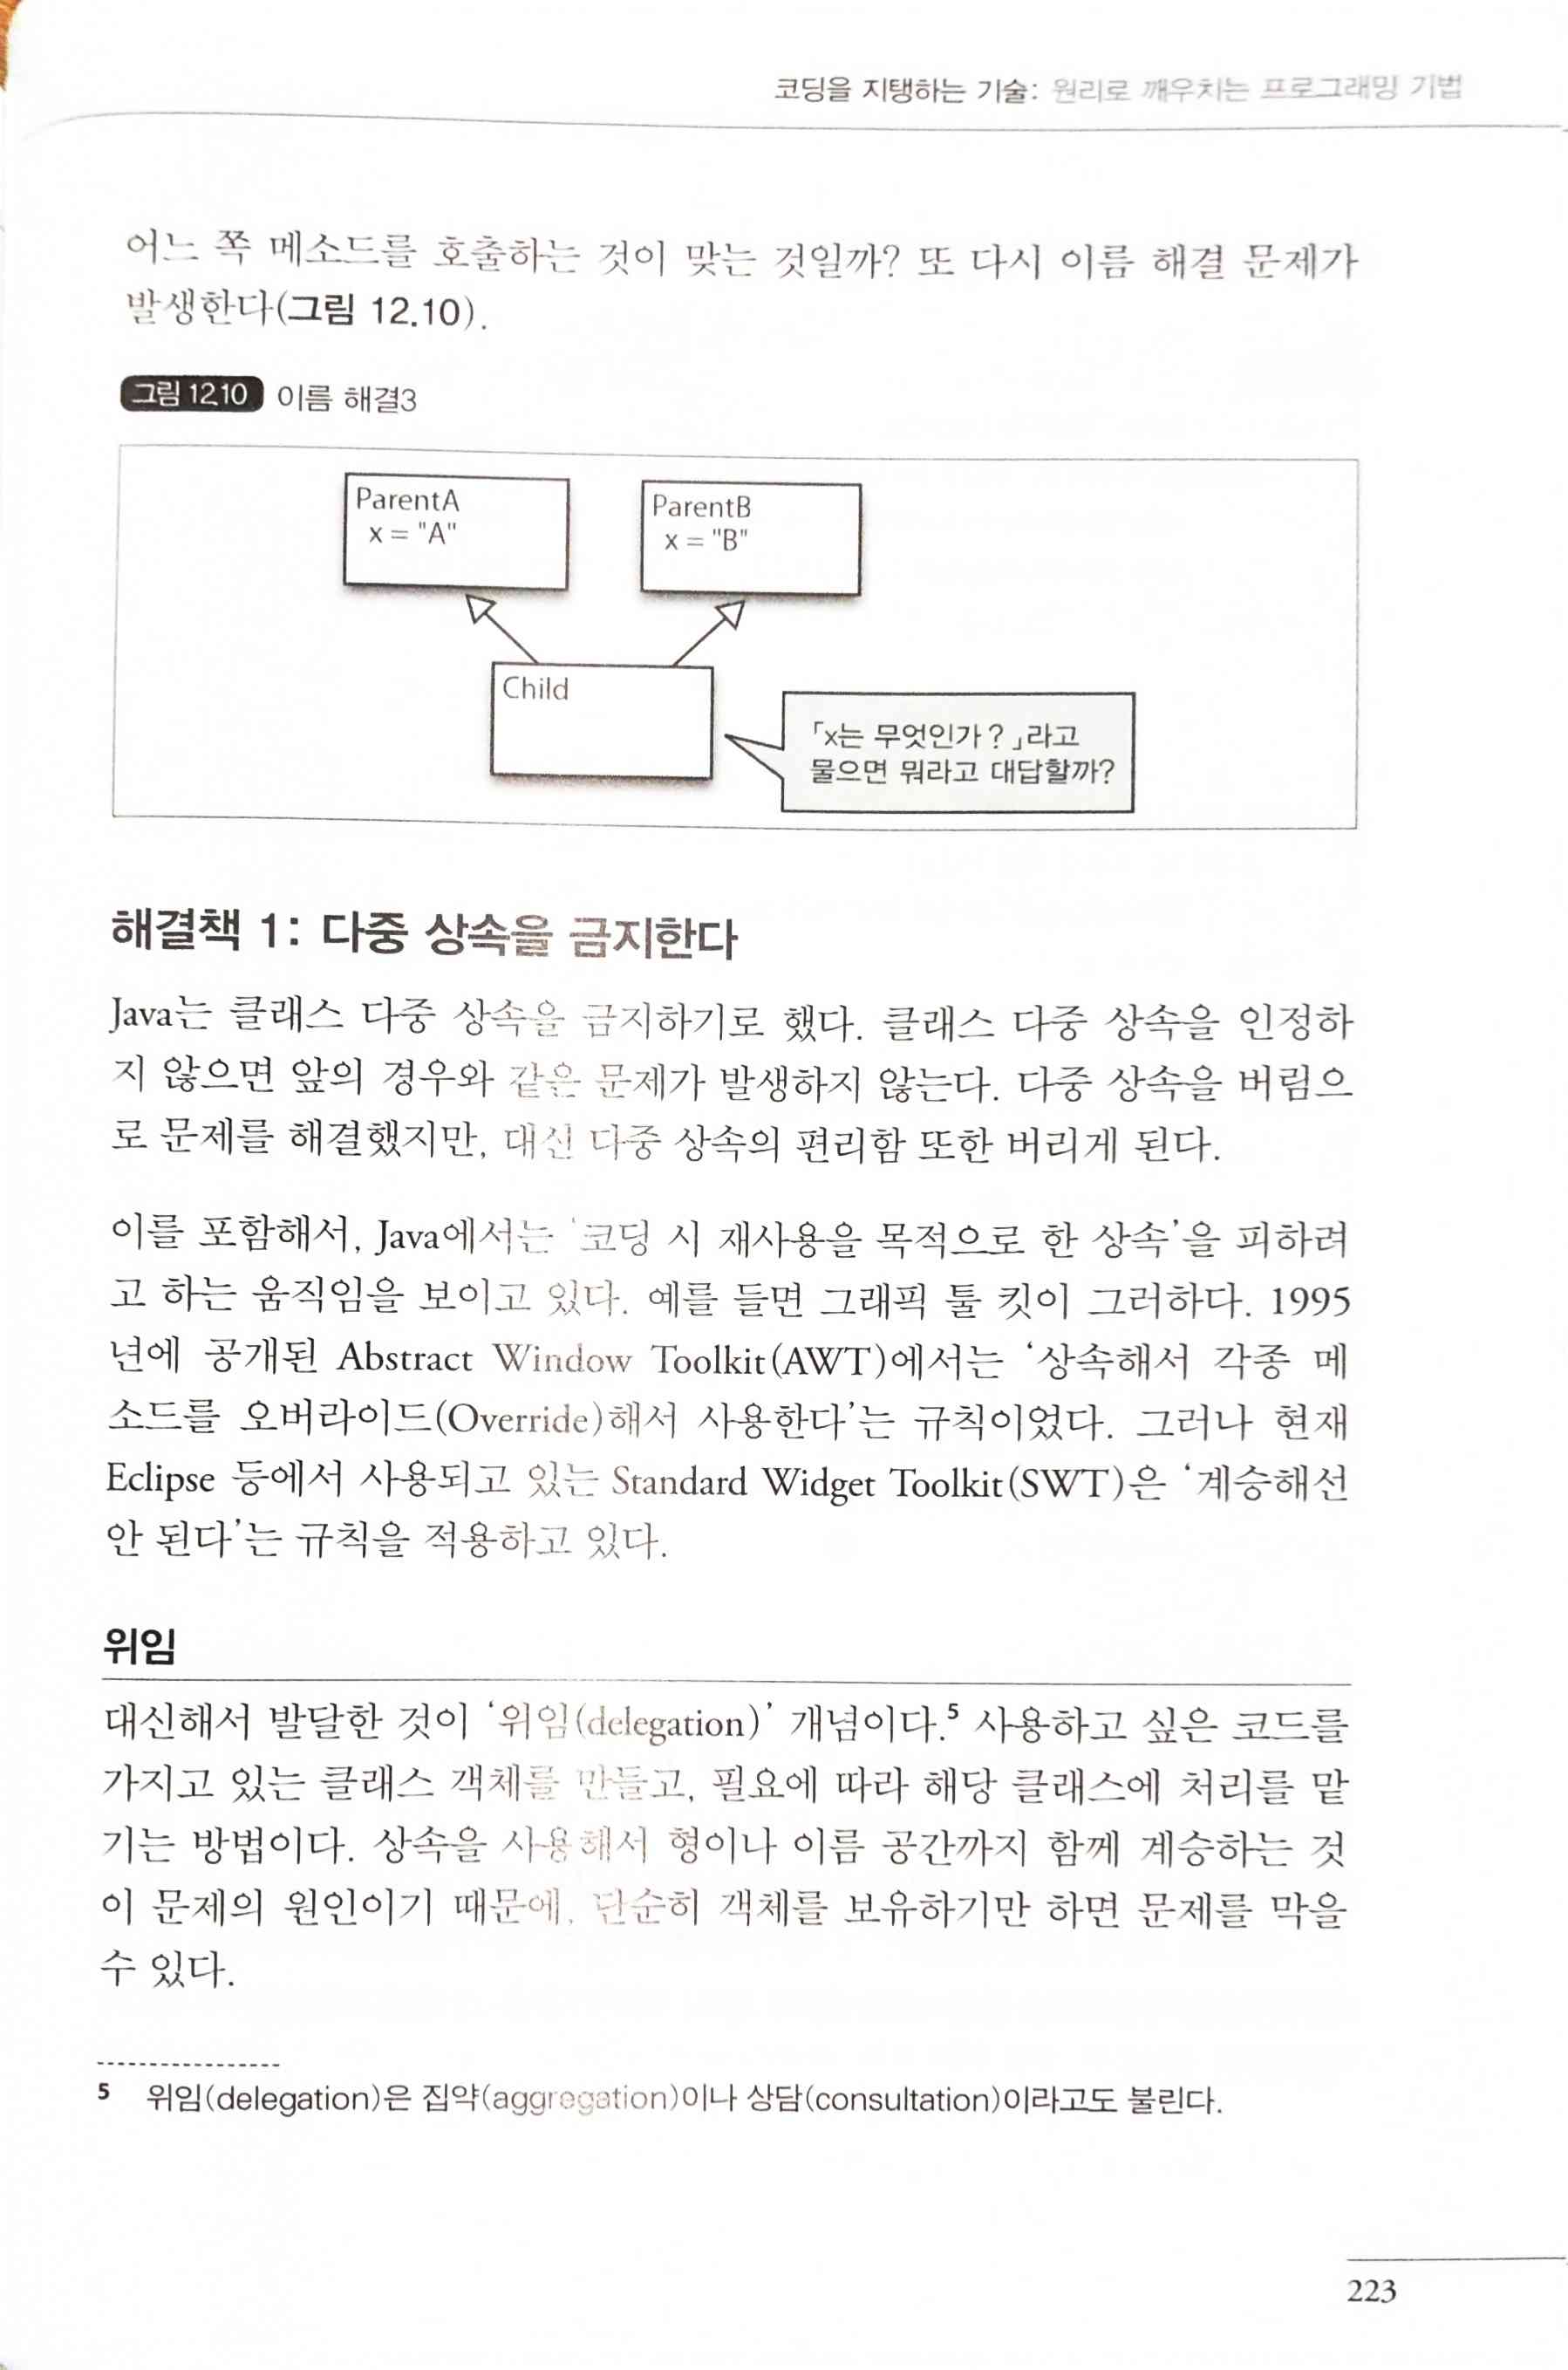 코딩을 지탱하는 기술: 원리로 깨우치는 프로그래밍 기법
어느 쪽 메소드를 호출하는 것이 맞는 것일까? 또 다시 이름 해결 문제가
발생한다(그림 12.10).
그림 12.10 이름 해결3
ParentA
x = "A"
ParentB
x = "B"
Child
「x는 무엇인가?」라고
물으면 뭐라고 대답할까?
해결책 1: 다중 상속을 금지한다
Java는 클래스 다중 상속을 금지하기로 했다. 클래스 다중 상속을 인정하
지 않으면 앞의 경우와 같은 문제가 발생하지 않는다. 다중 상속을 버림으
로 문제를 해결했지만, 대신 다중 상속의 편리함 또한 버리게 된다.
이를 포함해서, Java에서는 '코딩 시 재사용을 목적으로 한 상속'을 피하려
고 하는 움직임을 보이고 있다. 예를 들면 그래픽 툴 킷이 그러하다. 1995
년에 공개된 Abstract Window Toolkit(AWT)에서는 '상속해서 각종 메
소드를 오버라이드(Override)해서 사용한다'는 규칙이었다. 그러나 현재
Eclipse 등에서 사용되고 있는 Standard Widget Toolkit(SWT)은 '계승해선
안 된다'는 규칙을 적용하고 있다.
위임
대신해서 발달한 것이 '위임(delegation)' 개념이다.5 사용하고 싶은 코드를
가지고 있는 클래스 객체를 만들고, 필요에 따라 해당 클래스에 처리를 맡
기는 방법이다. 상속을 사용해서 형이나 이름 공간까지 함께 계승하는 것
이 문제의 원인이기 때문에, 단순히 객체를 보유하기만 하면 문제를 막을
수 있다.
5 위임(delegation)은 집약(aggregation)이나 상담(consultation)이라고도 불린다.
223